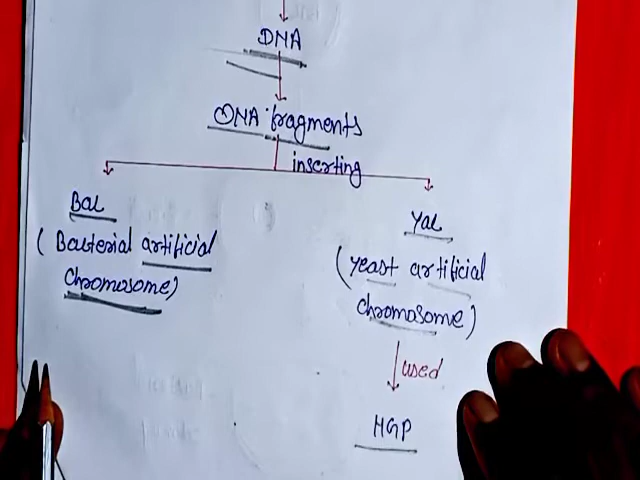 DNA
DNA fragments
inserting
BAC
YAC
(Bacterial artificial
(yeast artificial
chromosome)
chromosome)
used
HGP